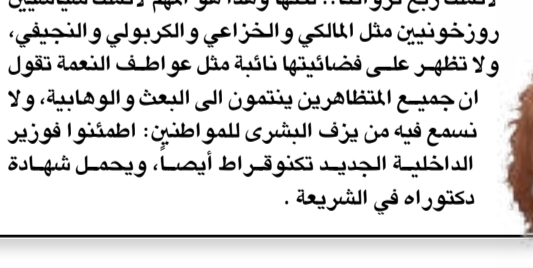 روزخونيين مثل المالكي والخزاعي والكربولي والنجيفي،
ولا تظهر على فضائيتها نائبة مثل عواطف النعمة تقول
ان جميع المتظاهرين ينتمون الى البعث والوهابية، ولا
نسمع فيه من يزف البشرى للمواطنين: اطمئنوا فوزير
الداخلية الجديد تكنوقراط أيصاً، ويحمل شهادة
دكتوراه في الشريعة .